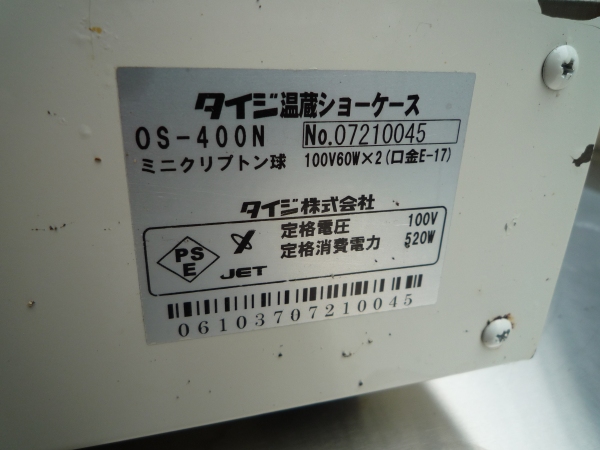 タイジ温蔵ショーケース
OS-400N No.07210045
ミニクリプトン球 100V60W×2(口金E-17)
タイジ株式会社
定格電圧 100V
定格消費電力 520W
PS
E
JET
06103707210045